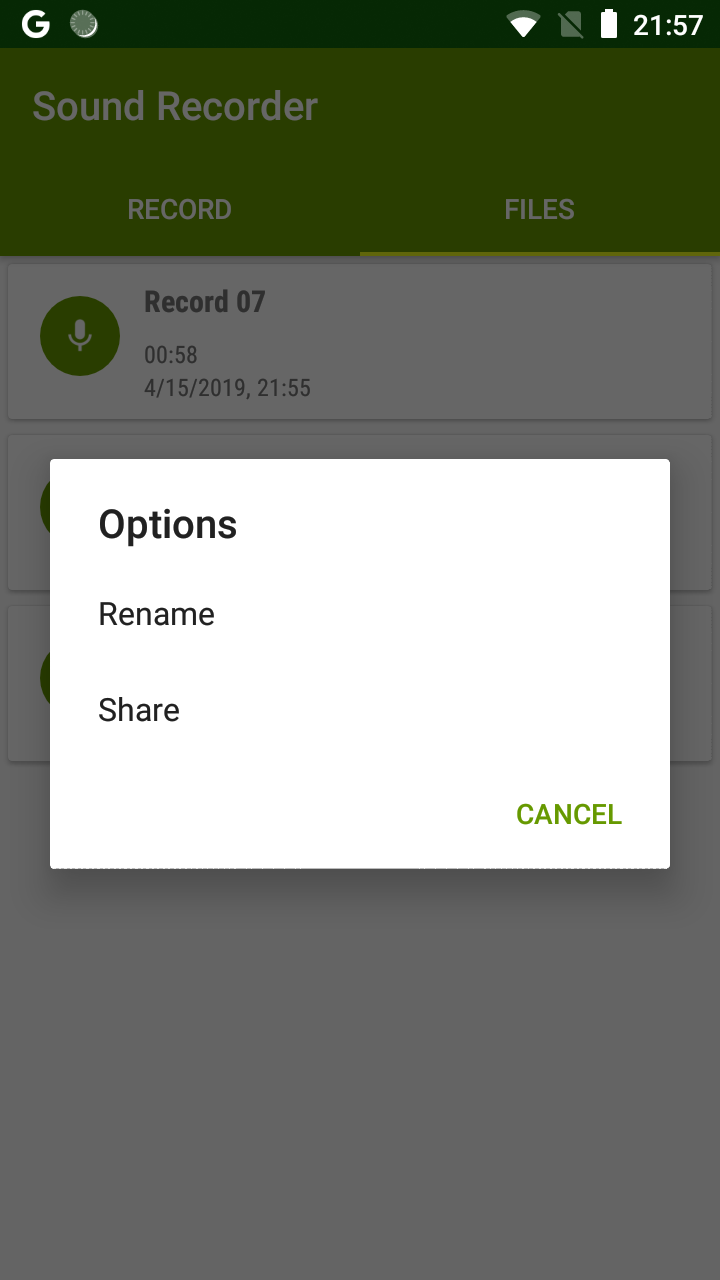 21:57
Sound Recorder
RECORD FILES
Record 07
00:58
4/15/2019, 21:55
Options
Rename
Share
CANCEL